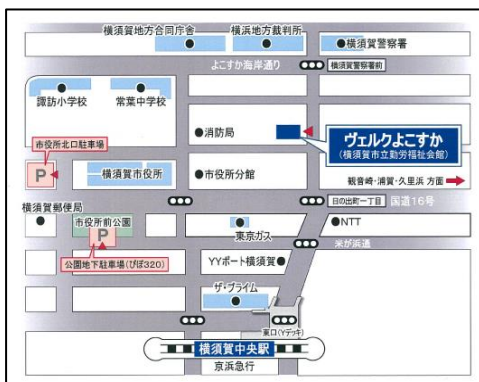 横須賀地方合同庁舎
横浜地方裁判所
●横須賀警察署
よこすか海岸通り
横須賀警察署前
諏訪小学校
常葉中学校
●消防局
ヴェルクよこすか
(横須賀市立勤労福祉会館)
市役所北口駐車場
P
横須賀市役所
●市役所分館
観音崎・浦賀・久里浜 方面
日の出町一丁目
国道16号
横須賀郵便局
市役所前公園
P
東京ガス
●NTT
米が浜通
公園地下駐車場(ぴぽ320)
YYポート横須賀●
ザ・プライム
東口(Yデッキ)
横須賀中央駅
京浜急行